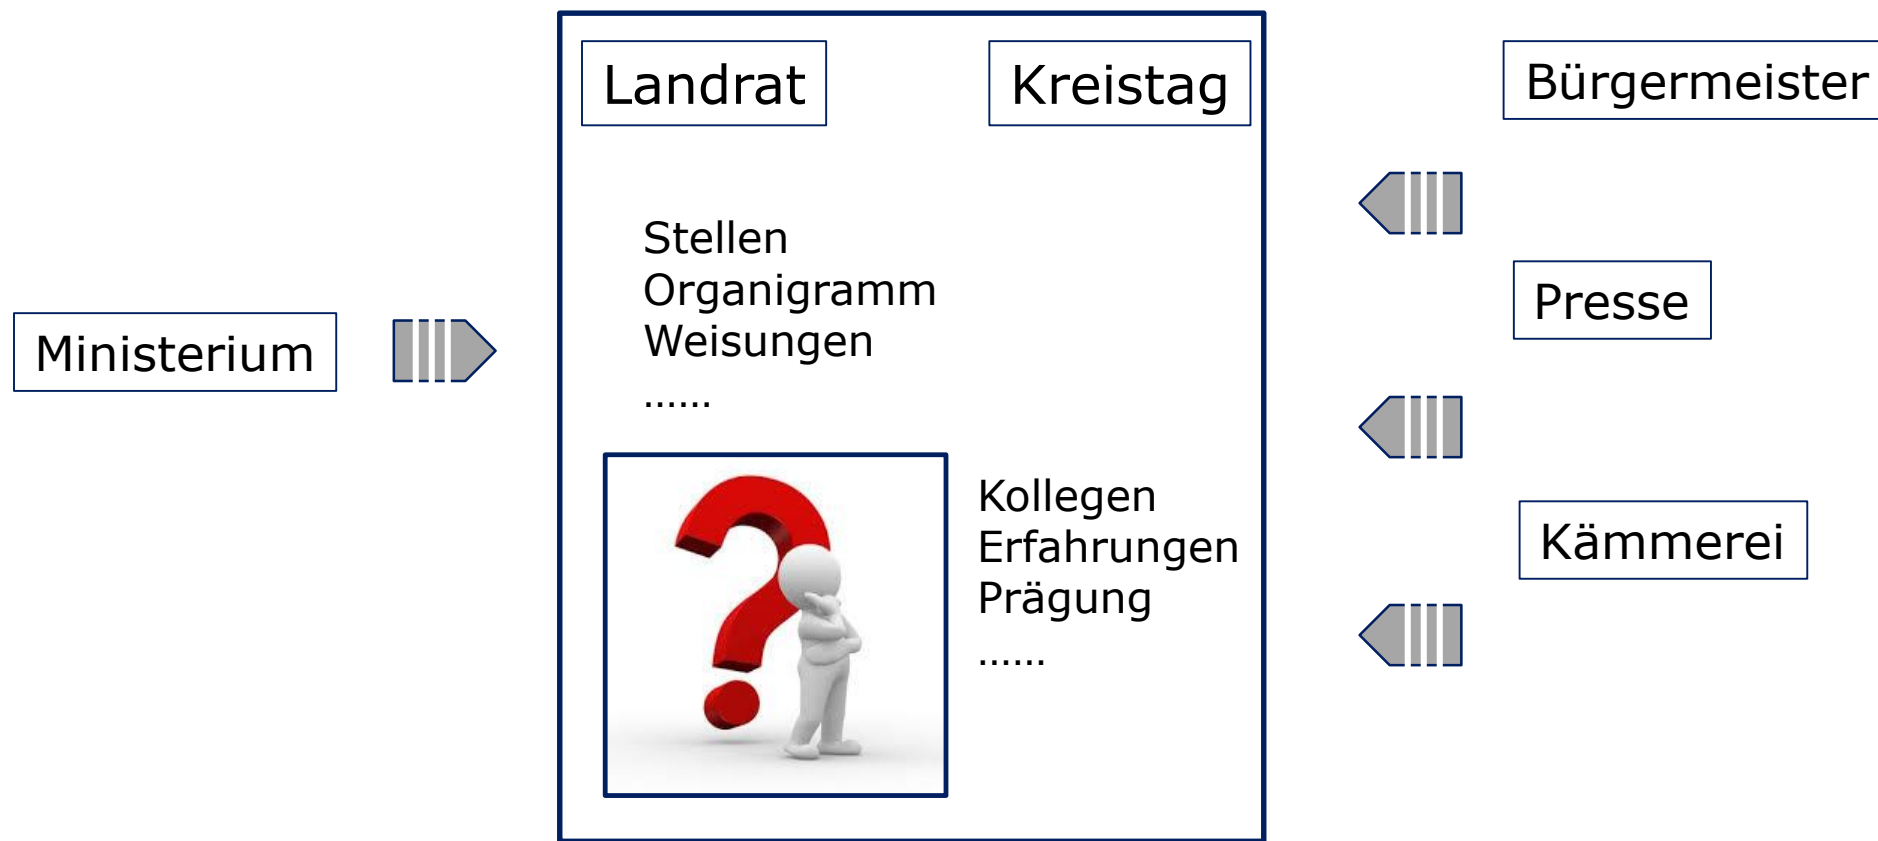 Landrat
Kreistag
Bürgermeister
Stellen
Organigramm
Weisungen
......
Ministerium
Presse
Kollegen
Erfahrungen
Prägung
......
Kämmerei